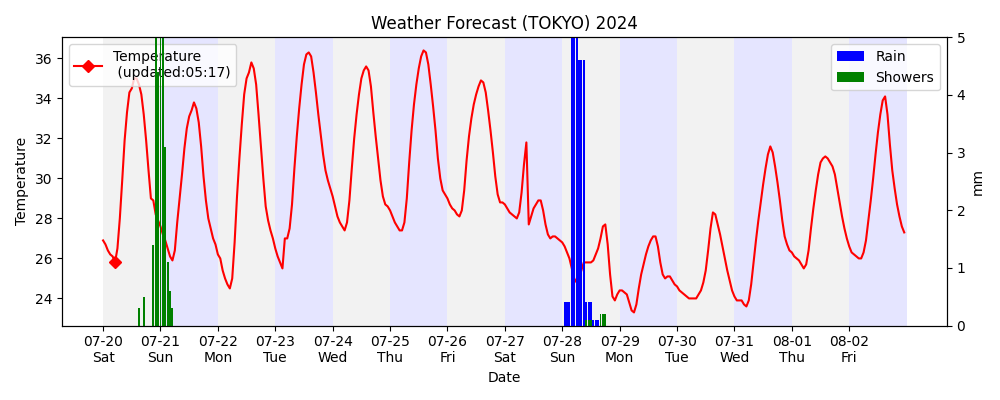 Weather Forecast (TOKYO) 2024
Temperature
(updated:05:17)
Rain
Showers
36
34
32
30
28
26
24
Temperature
5
4
3
2
1
0
mm
07-20 07-21 07-22 07-23 07-24 07-25 07-26 07-27 07-28 07-29 07-30 07-31 08-01 08-02
Sat Sun Mon Tue Wed Thu Fri Sat Sun Mon Tue Wed Thu Fri
Date